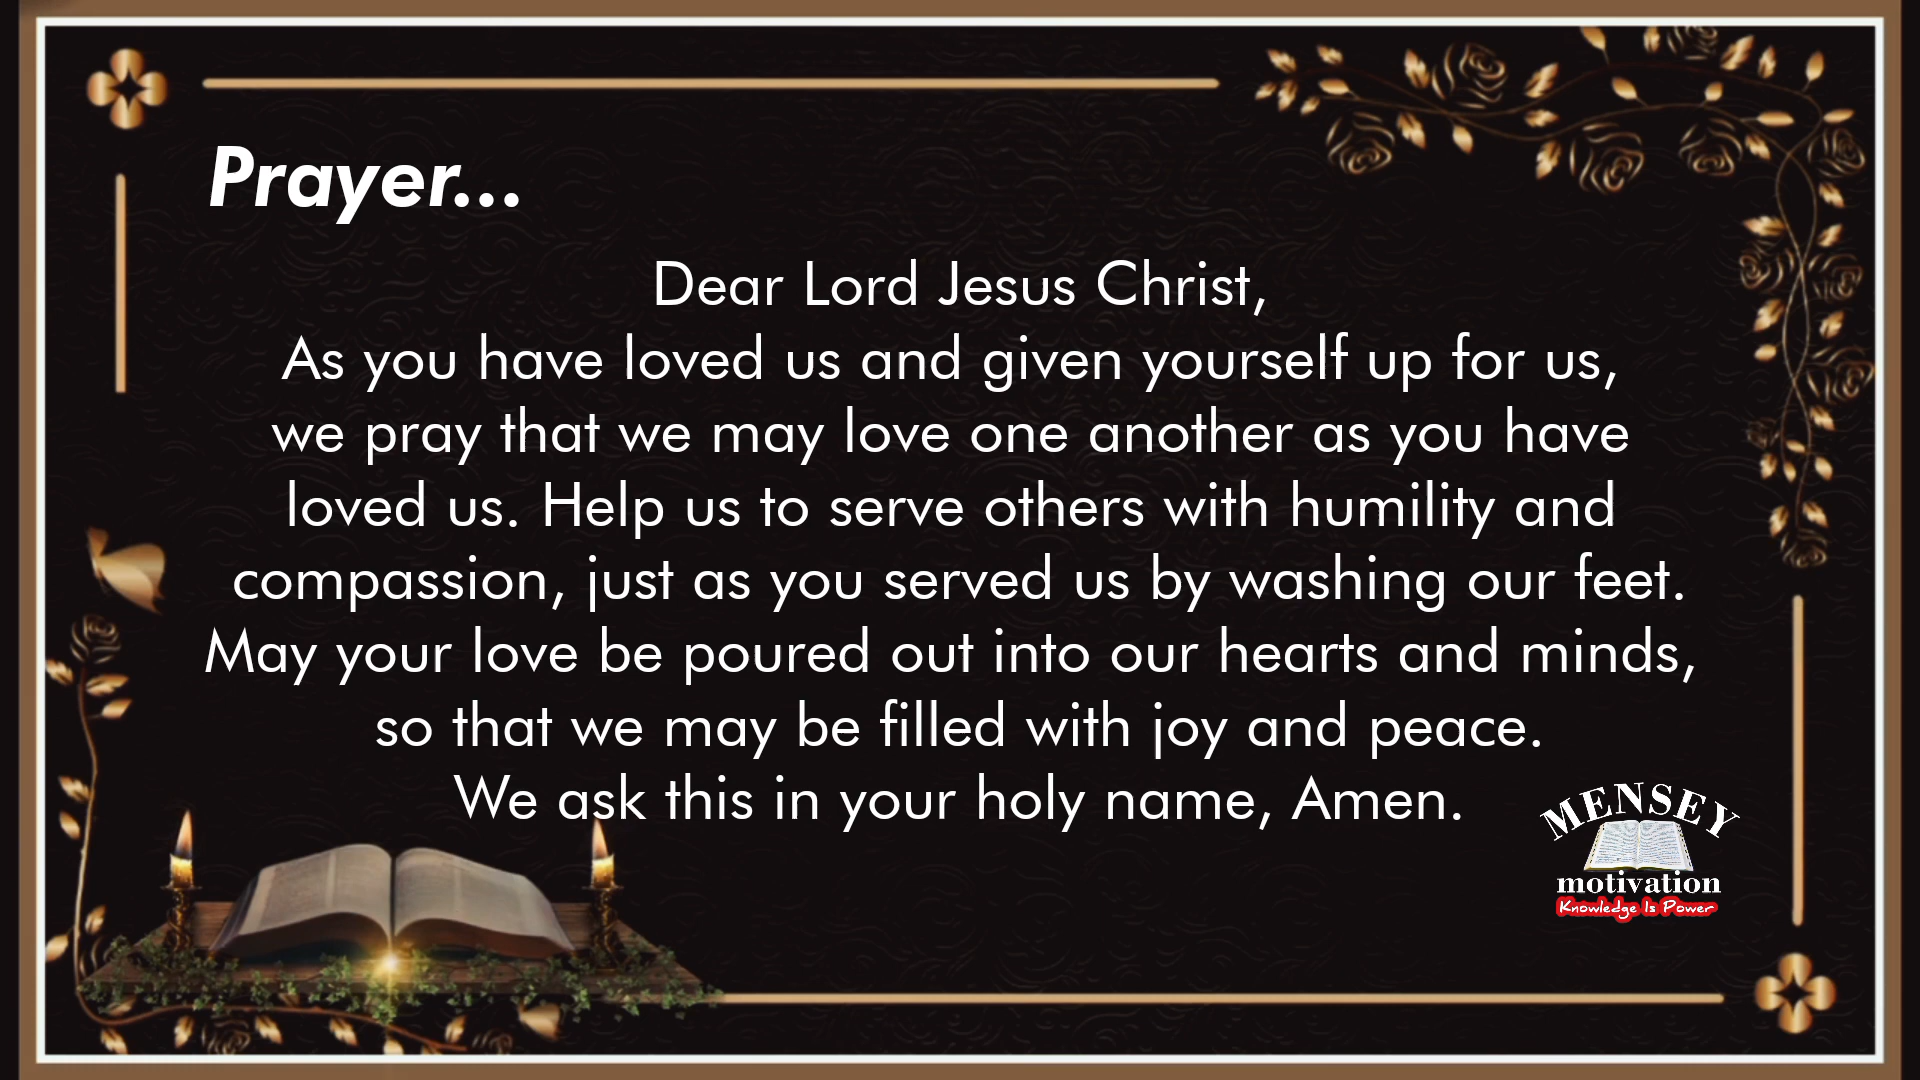 Prayer...
Dear Lord Jesus Christ,
As you have loved us and given yourself up for us,
we pray that we may love one another as you have
loved us. Help us to serve others with humility and
compassion, just as you served us by washing our feet.
May your love be poured out into our hearts and minds,
so that we may be filled with joy and peace.
We ask this in your holy name, Amen.
MENSEY
motivation
Knowledge Is Power